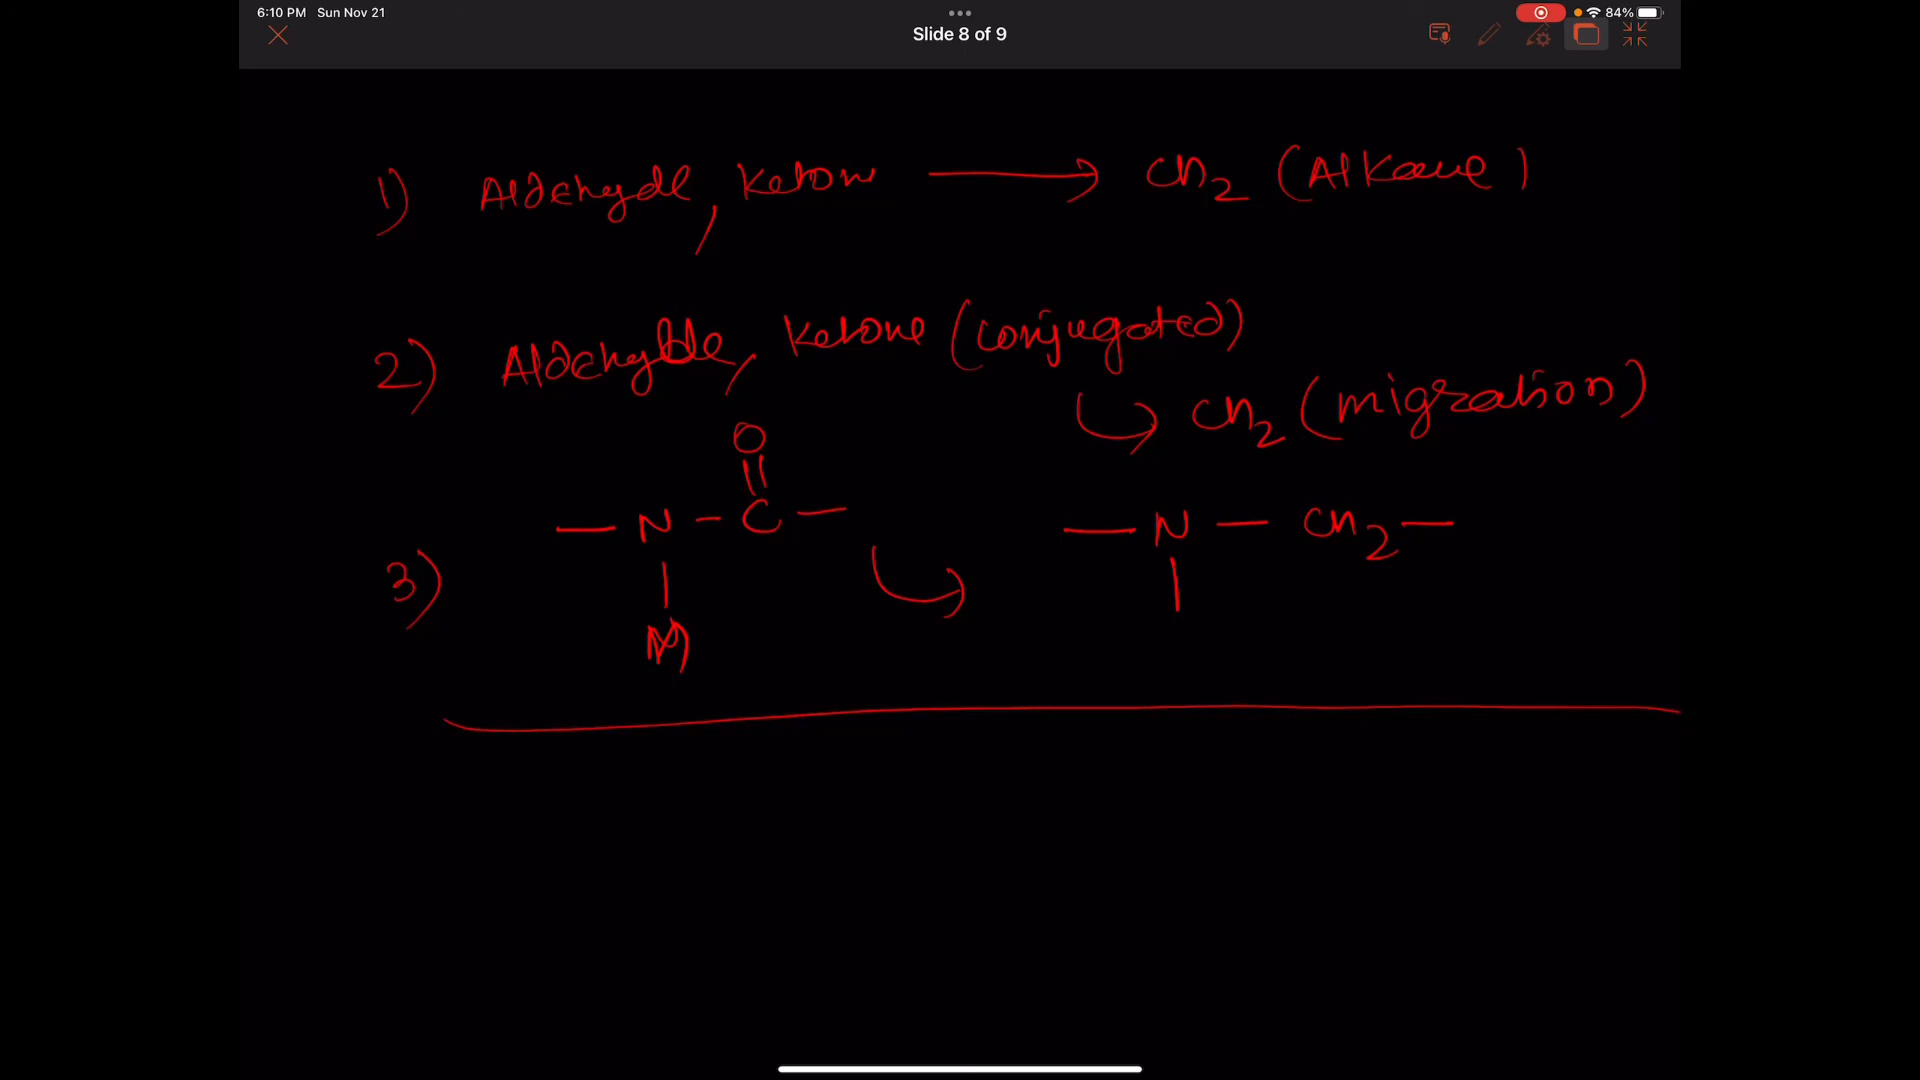 6:10 PM Sun Nov 21
84%
Slide 8 of 9
1) Aldehyde, Ketone → CH2 (Alkane)
2) Aldehyde, Ketone (conjugated)
↳ CH2 (migration)
O
||
3) — N – C — ↳ — N — CH2 —
|
|